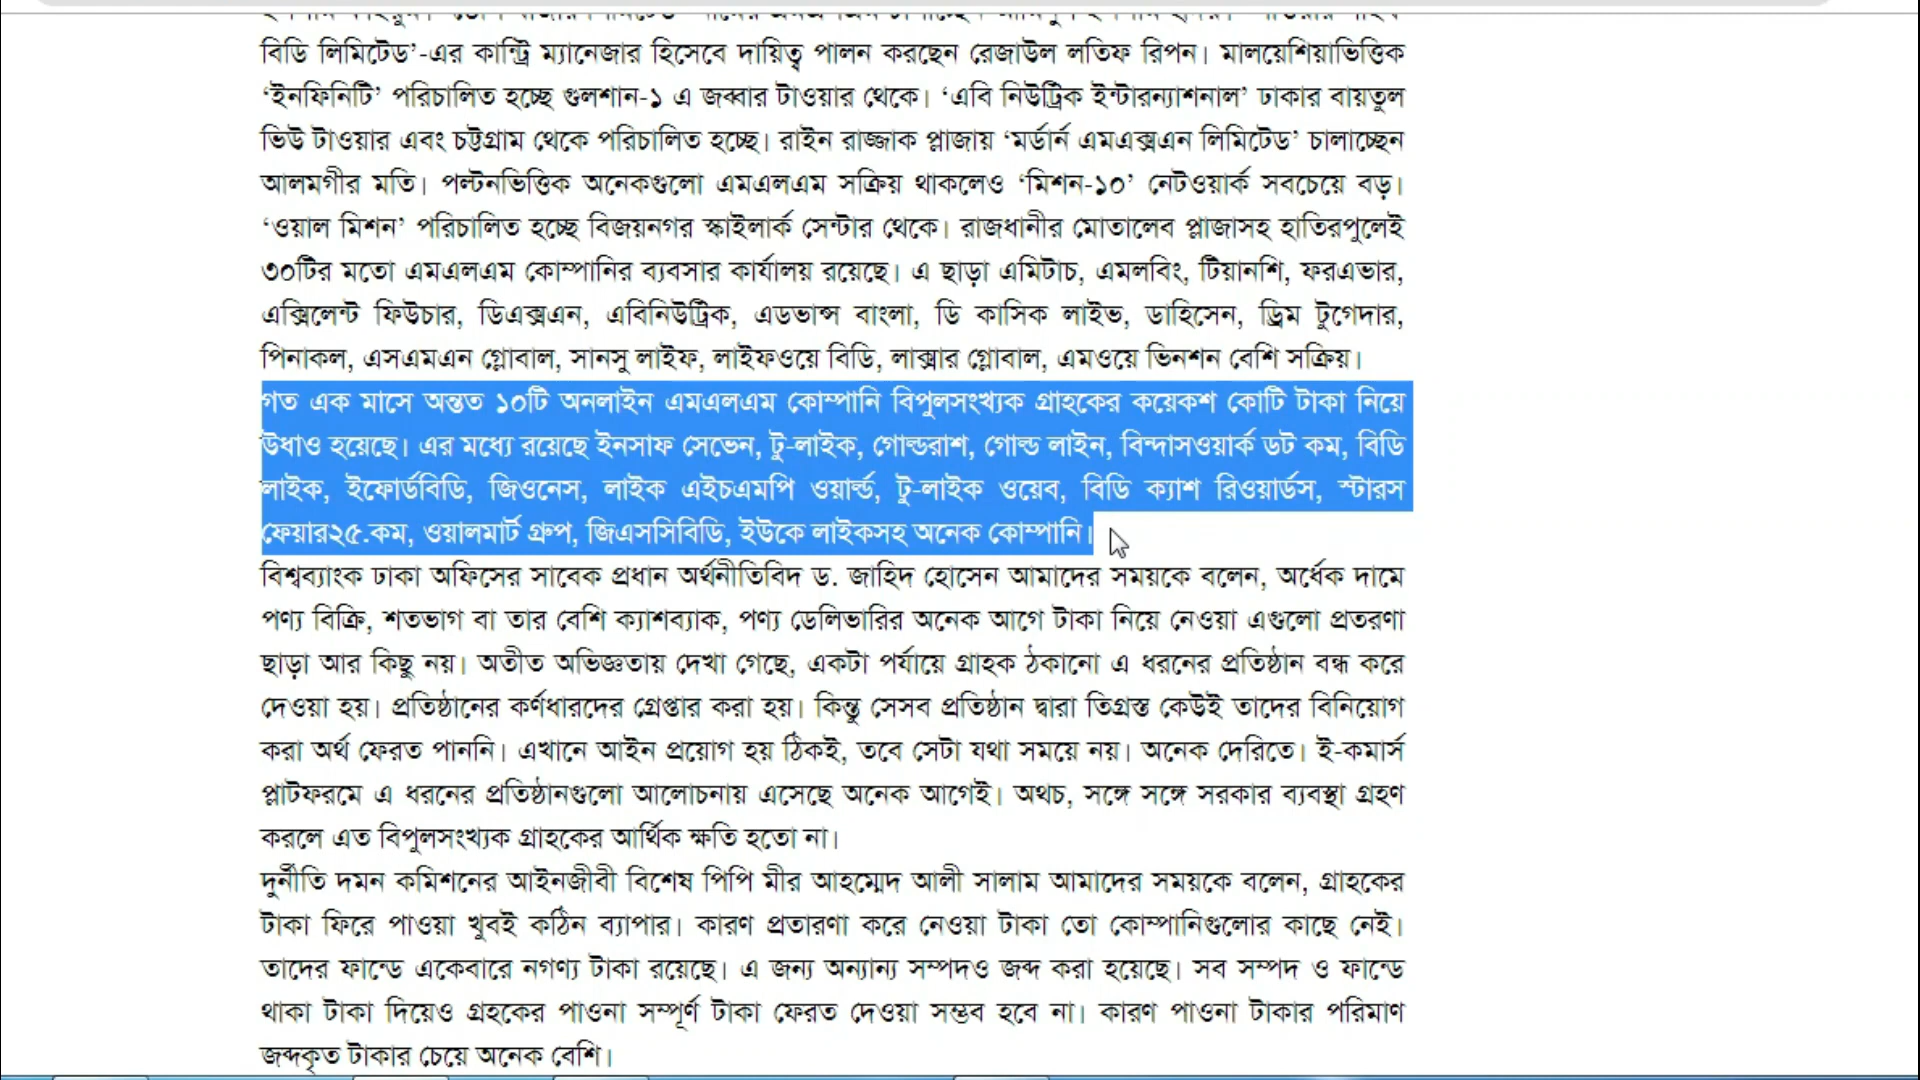 বিডি লিমিটেড’-এর কান্ট্রি ম্যানেজার হিসেবে দায়িত্ব পালন করছেন রেজাউল লতিফ রিপন। মালয়েশিয়াভিত্তিক
‘ইনফিনিটি’ পরিচালিত হচ্ছে গুলশান-১ এ জব্বার টাওয়ার থেকে। ‘এবি নিউট্রিক ইন্টারন্যাশনাল’ ঢাকার বায়তুল
ভিউ টাওয়ার এবং চট্টগ্রাম থেকে পরিচালিত হচ্ছে। রাইন রাজ্জাক প্লাজায় ‘মর্ডার্ন এমএক্সএন লিমিটেড’ চালাচ্ছেন
আলমগীর মতি। পল্টনভিত্তিক অনেকগুলো এমএলএম সক্রিয় থাকলেও ‘মিশন-১০’ নেটওয়ার্ক সবচেয়ে বড়।
‘ওয়াল মিশন’ পরিচালিত হচ্ছে বিজয়নগর স্কাইলার্ক সেন্টার থেকে। রাজধানীর মোতালেব প্লাজাসহ হাতিরপুলেই
৩০টির মতো এমএলএম কোম্পানির ব্যবসার কার্যালয় রয়েছে। এ ছাড়া এমিটাচ, এমলবিং, টিয়ানশি, ফরএভার,
এক্সিলেন্ট ফিউচার, ডিএক্সএন, এবিনিউট্রিক, এডভান্স বাংলা, ডি কাসিক লাইভ, ডাহিসেন, ড্রিম টুগেদার,
পিনাকল, এসএমএন গ্লোবাল, সানসু লাইফ, লাইফওয়ে বিডি, লাক্সার গ্লোবাল, এমওয়ে ভিনশন বেশি সক্রিয়।
গত এক মাসে অন্তত ১০টি অনলাইন এমএলএম কোম্পানি বিপুলসংখ্যক গ্রাহকের কয়েকশ কোটি টাকা নিয়ে
উধাও হয়েছে। এর মধ্যে রয়েছে ইনসাফ সেভেন, টু-লাইক, গোল্ডরাশ, গোল্ড লাইন, বিন্দাসওয়ার্ক ডট কম, বিডি
লাইক, ইফোর্ডবিডি, জিওনেস, লাইক এইচএমপি ওয়ার্ল্ড, টু-লাইক ওয়েব, বিডি ক্যাশ রিওয়ার্ডস, স্টারস
ফেয়ার২৫.কম, ওয়ালমার্ট গ্রুপ, জিএসসিবিডি, ইউকে লাইকসহ অনেক কোম্পানি।
বিশ্বব্যাংক ঢাকা অফিসের সাবেক প্রধান অর্থনীতিবিদ ড. জাহিদ হোসেন আমাদের সময়কে বলেন, অর্ধেক দামে
পণ্য বিক্রি, শতভাগ বা তার বেশি ক্যাশব্যাক, পণ্য ডেলিভারির অনেক আগে টাকা নিয়ে নেওয়া এগুলো প্রতরণা
ছাড়া আর কিছু নয়। অতীত অভিজ্ঞতায় দেখা গেছে, একটা পর্যায়ে গ্রাহক ঠকানো এ ধরনের প্রতিষ্ঠান বন্ধ করে
দেওয়া হয়। প্রতিষ্ঠানের কর্ণধারদের গ্রেপ্তার করা হয়। কিন্তু সেসব প্রতিষ্ঠান দ্বারা তিগ্রস্ত কেউই তাদের বিনিয়োগ
করা অর্থ ফেরত পাননি। এখানে আইন প্রয়োগ হয় ঠিকই, তবে সেটা যথা সময়ে নয়। অনেক দেরিতে। ই-কমার্স
প্লাটফরমে এ ধরনের প্রতিষ্ঠানগুলো আলোচনায় এসেছে অনেক আগেই। অথচ, সঙ্গে সঙ্গে সরকার ব্যবস্থা গ্রহণ
করলে এত বিপুলসংখ্যক গ্রাহকের আর্থিক ক্ষতি হতো না।
দুর্নীতি দমন কমিশনের আইনজীবী বিশেষ পিপি মীর আহম্মেদ আলী সালাম আমাদের সময়কে বলেন, গ্রাহকের
টাকা ফিরে পাওয়া খুবই কঠিন ব্যাপার। কারণ প্রতারণা করে নেওয়া টাকা তো কোম্পানিগুলোর কাছে নেই।
তাদের ফান্ডে একেবারে নগণ্য টাকা রয়েছে। এ জন্য অন্যান্য সম্পদও জব্দ করা হয়েছে। সব সম্পদ ও ফান্ডে
থাকা টাকা দিয়েও গ্রহকের পাওনা সম্পূর্ণ টাকা ফেরত দেওয়া সম্ভব হবে না। কারণ পাওনা টাকার পরিমাণ
জব্দকৃত টাকার চেয়ে অনেক বেশি।